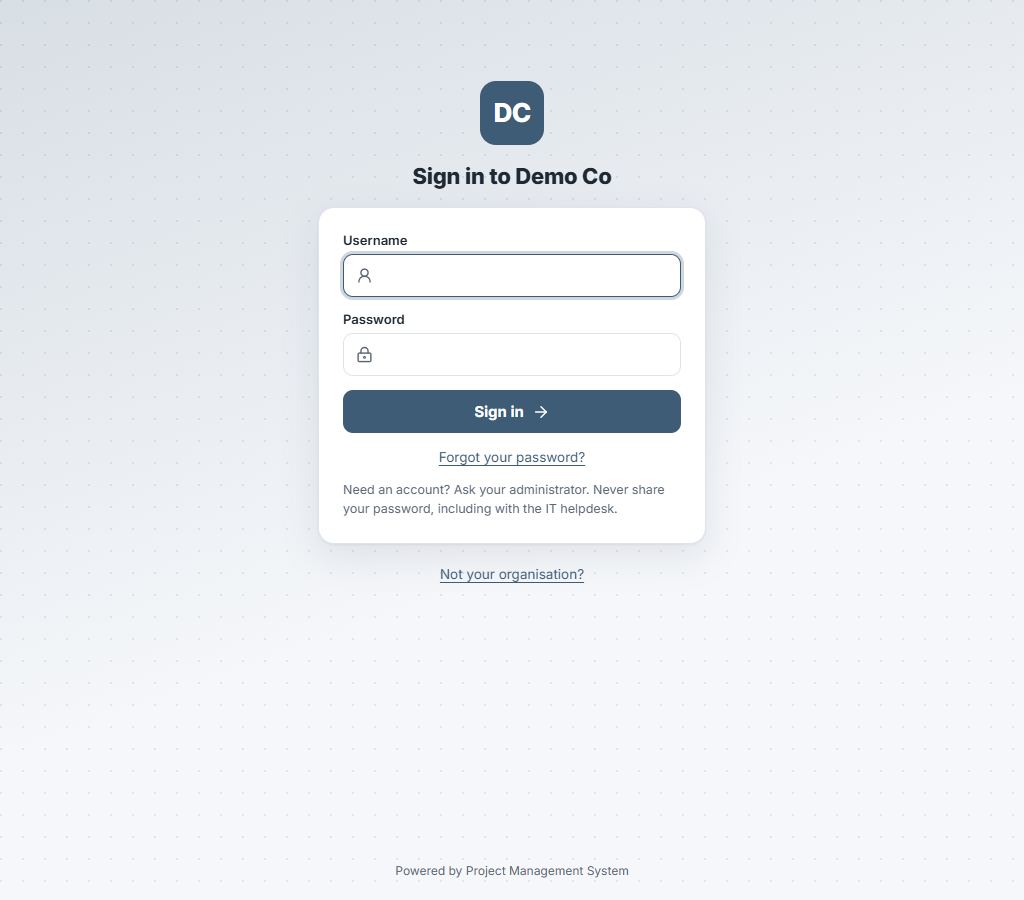 DC
Sign in to Demo Co
Username
Password
Sign in
Forgot your password?
Need an account? Ask your administrator. Never share
your password, including with the IT helpdesk.
Not your organisation?
Powered by Project Management System